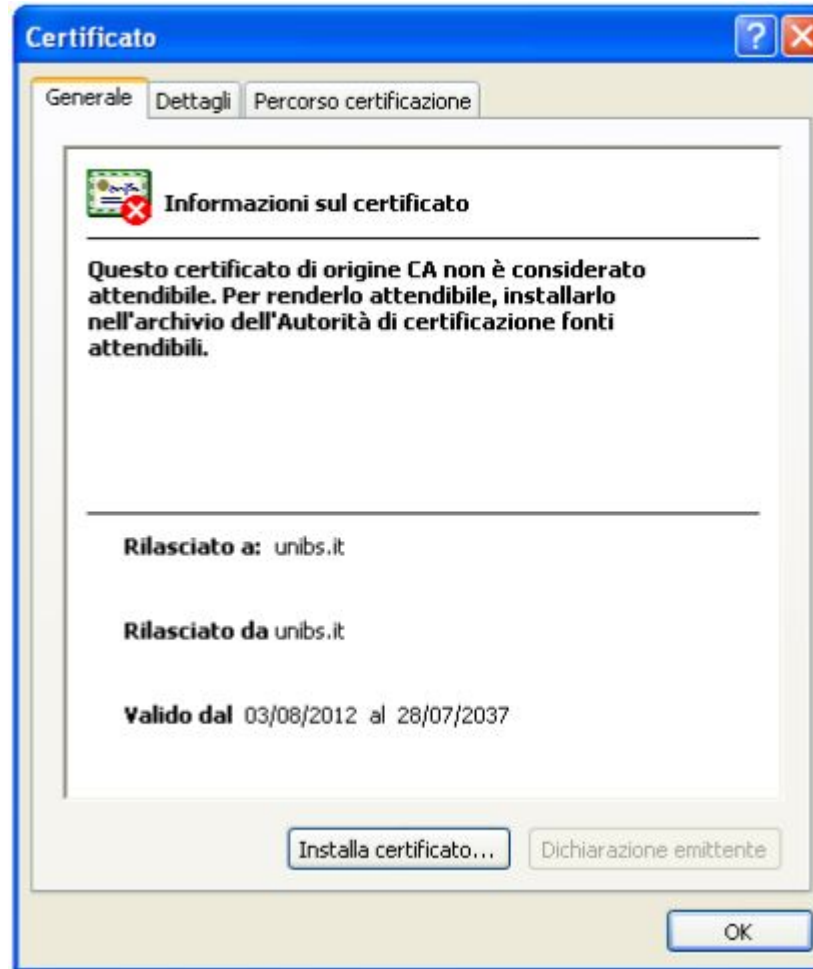 Certificato
Generale Dettagli Percorso certificazione
Informazioni sul certificato
Questo certificato di origine CA non è considerato
attendibile. Per renderlo attendibile, installarlo
nell'archivio dell'Autorità di certificazione fonti
attendibili.
Rilasciato a: unibs.it
Rilasciato da unibs.it
Valido dal 03/08/2012 al 28/07/2037
Installa certificato... Dichiarazione emittente
OK